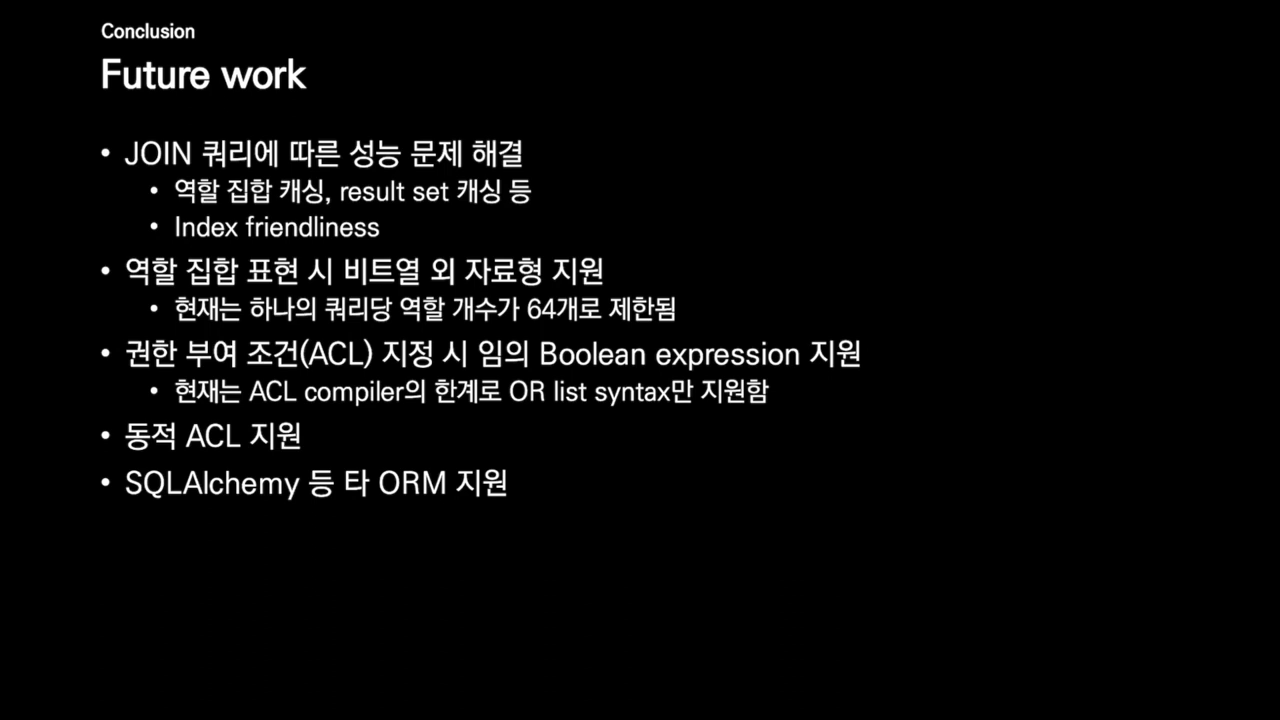 Conclusion
Future work
• JOIN 쿼리에 따른 성능 문제 해결
• 역할 집합 캐싱, result set 캐싱 등
• Index friendliness
• 역할 집합 표현 시 비트열 외 자료형 지원
• 현재는 하나의 쿼리당 역할 개수가 64개로 제한됨
• 권한 부여 조건(ACL) 지정 시 임의 Boolean expression 지원
• 현재는 ACL compiler의 한계로 OR list syntax만 지원함
• 동적 ACL 지원
• SQLAlchemy 등 타 ORM 지원